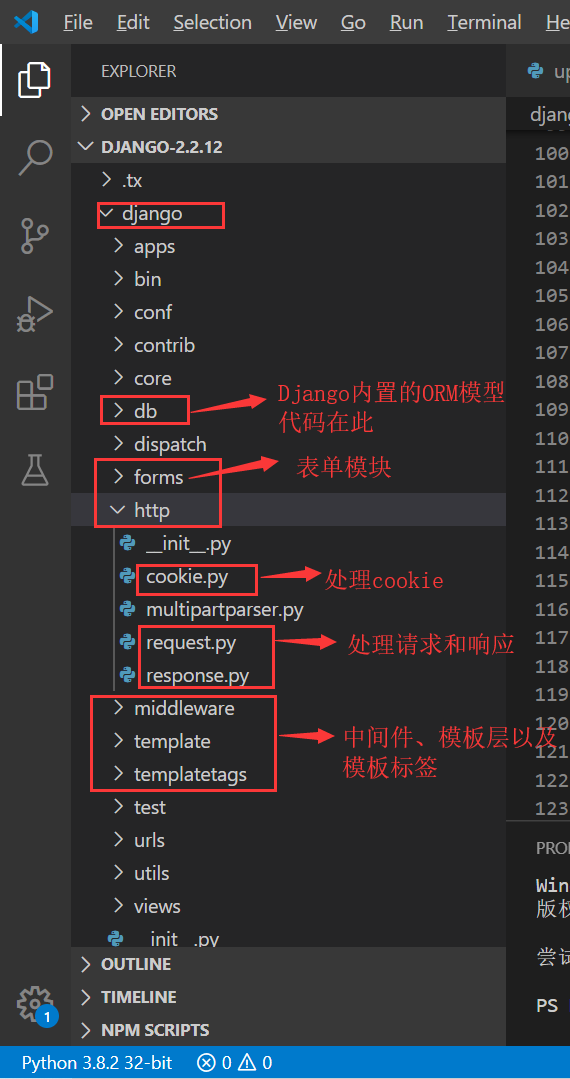 File Edit Selection View Go Run Terminal He
EXPLORER
up
OPEN EDITORS
djang
DJANGO-2.2.12
100
.tx
101
django
102
apps
103
bin
104
conf
105
106
contrib
107
core
108
db
Django内置的ORM模型
代码在此
109
dispatch
110
forms
表单模块
111
112
http
113
__init__.py
114
cookie.py
处理cookie
115
multipartparser.py
116
request.py
处理请求和响应
117
response.py
118
middleware
119
template
中间件、模板层以及
模板标签
120
121
templatetags
122
test
123
urls
PRO
utils
Win
views
版权
__init__.py
尝试
OUTLINE
TIMELINE
PS
NPM SCRIPTS
1
Python 3.8.2 32-bit 0 0